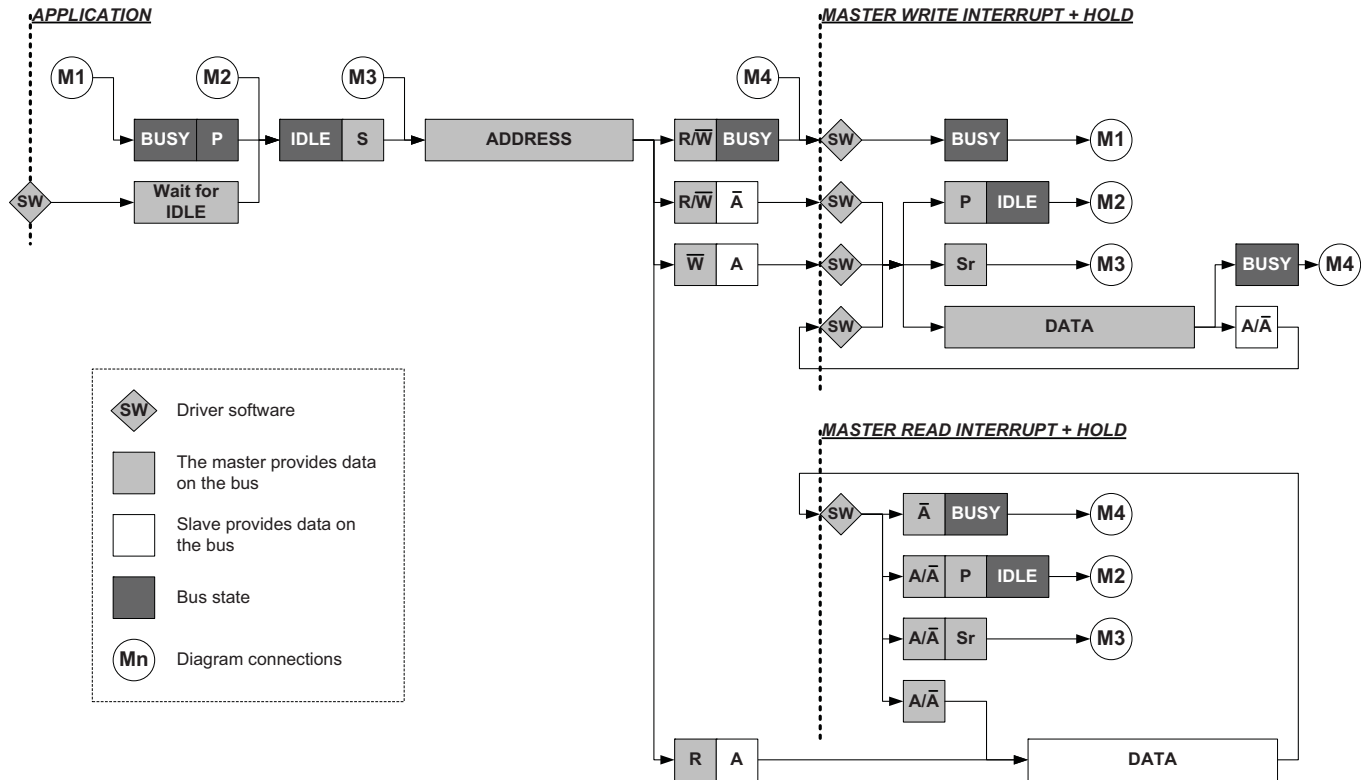 APPLICATION
MASTER WRITE INTERRUPT + HOLD
M1
M2
M3
M4
BUSY P
IDLE S
ADDRESS
R/W̅ BUSY
SW
BUSY
M1
SW
Wait for
IDLE
R/W̅ A̅
SW
P IDLE
M2
W̅ A
SW
Sr
M3
BUSY
M4
SW
DATA
A/A̅
SW
Driver software
The master provides data
on the bus
Slave provides data on
the bus
Bus state
Mn
Diagram connections
MASTER READ INTERRUPT + HOLD
SW
A̅ BUSY
M4
A/A̅ P IDLE
M2
A/A̅ Sr
M3
A/A̅
R A
DATA